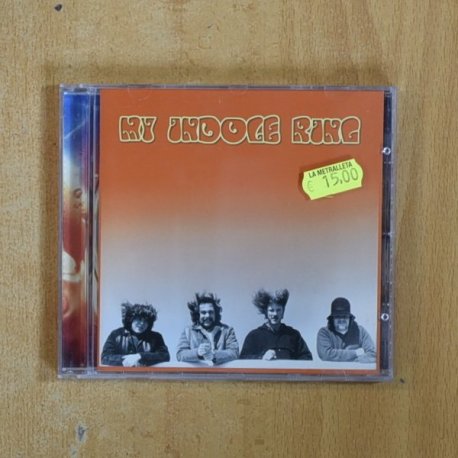 MY INDOLE RING
LA METRALLETA
€ 15,00